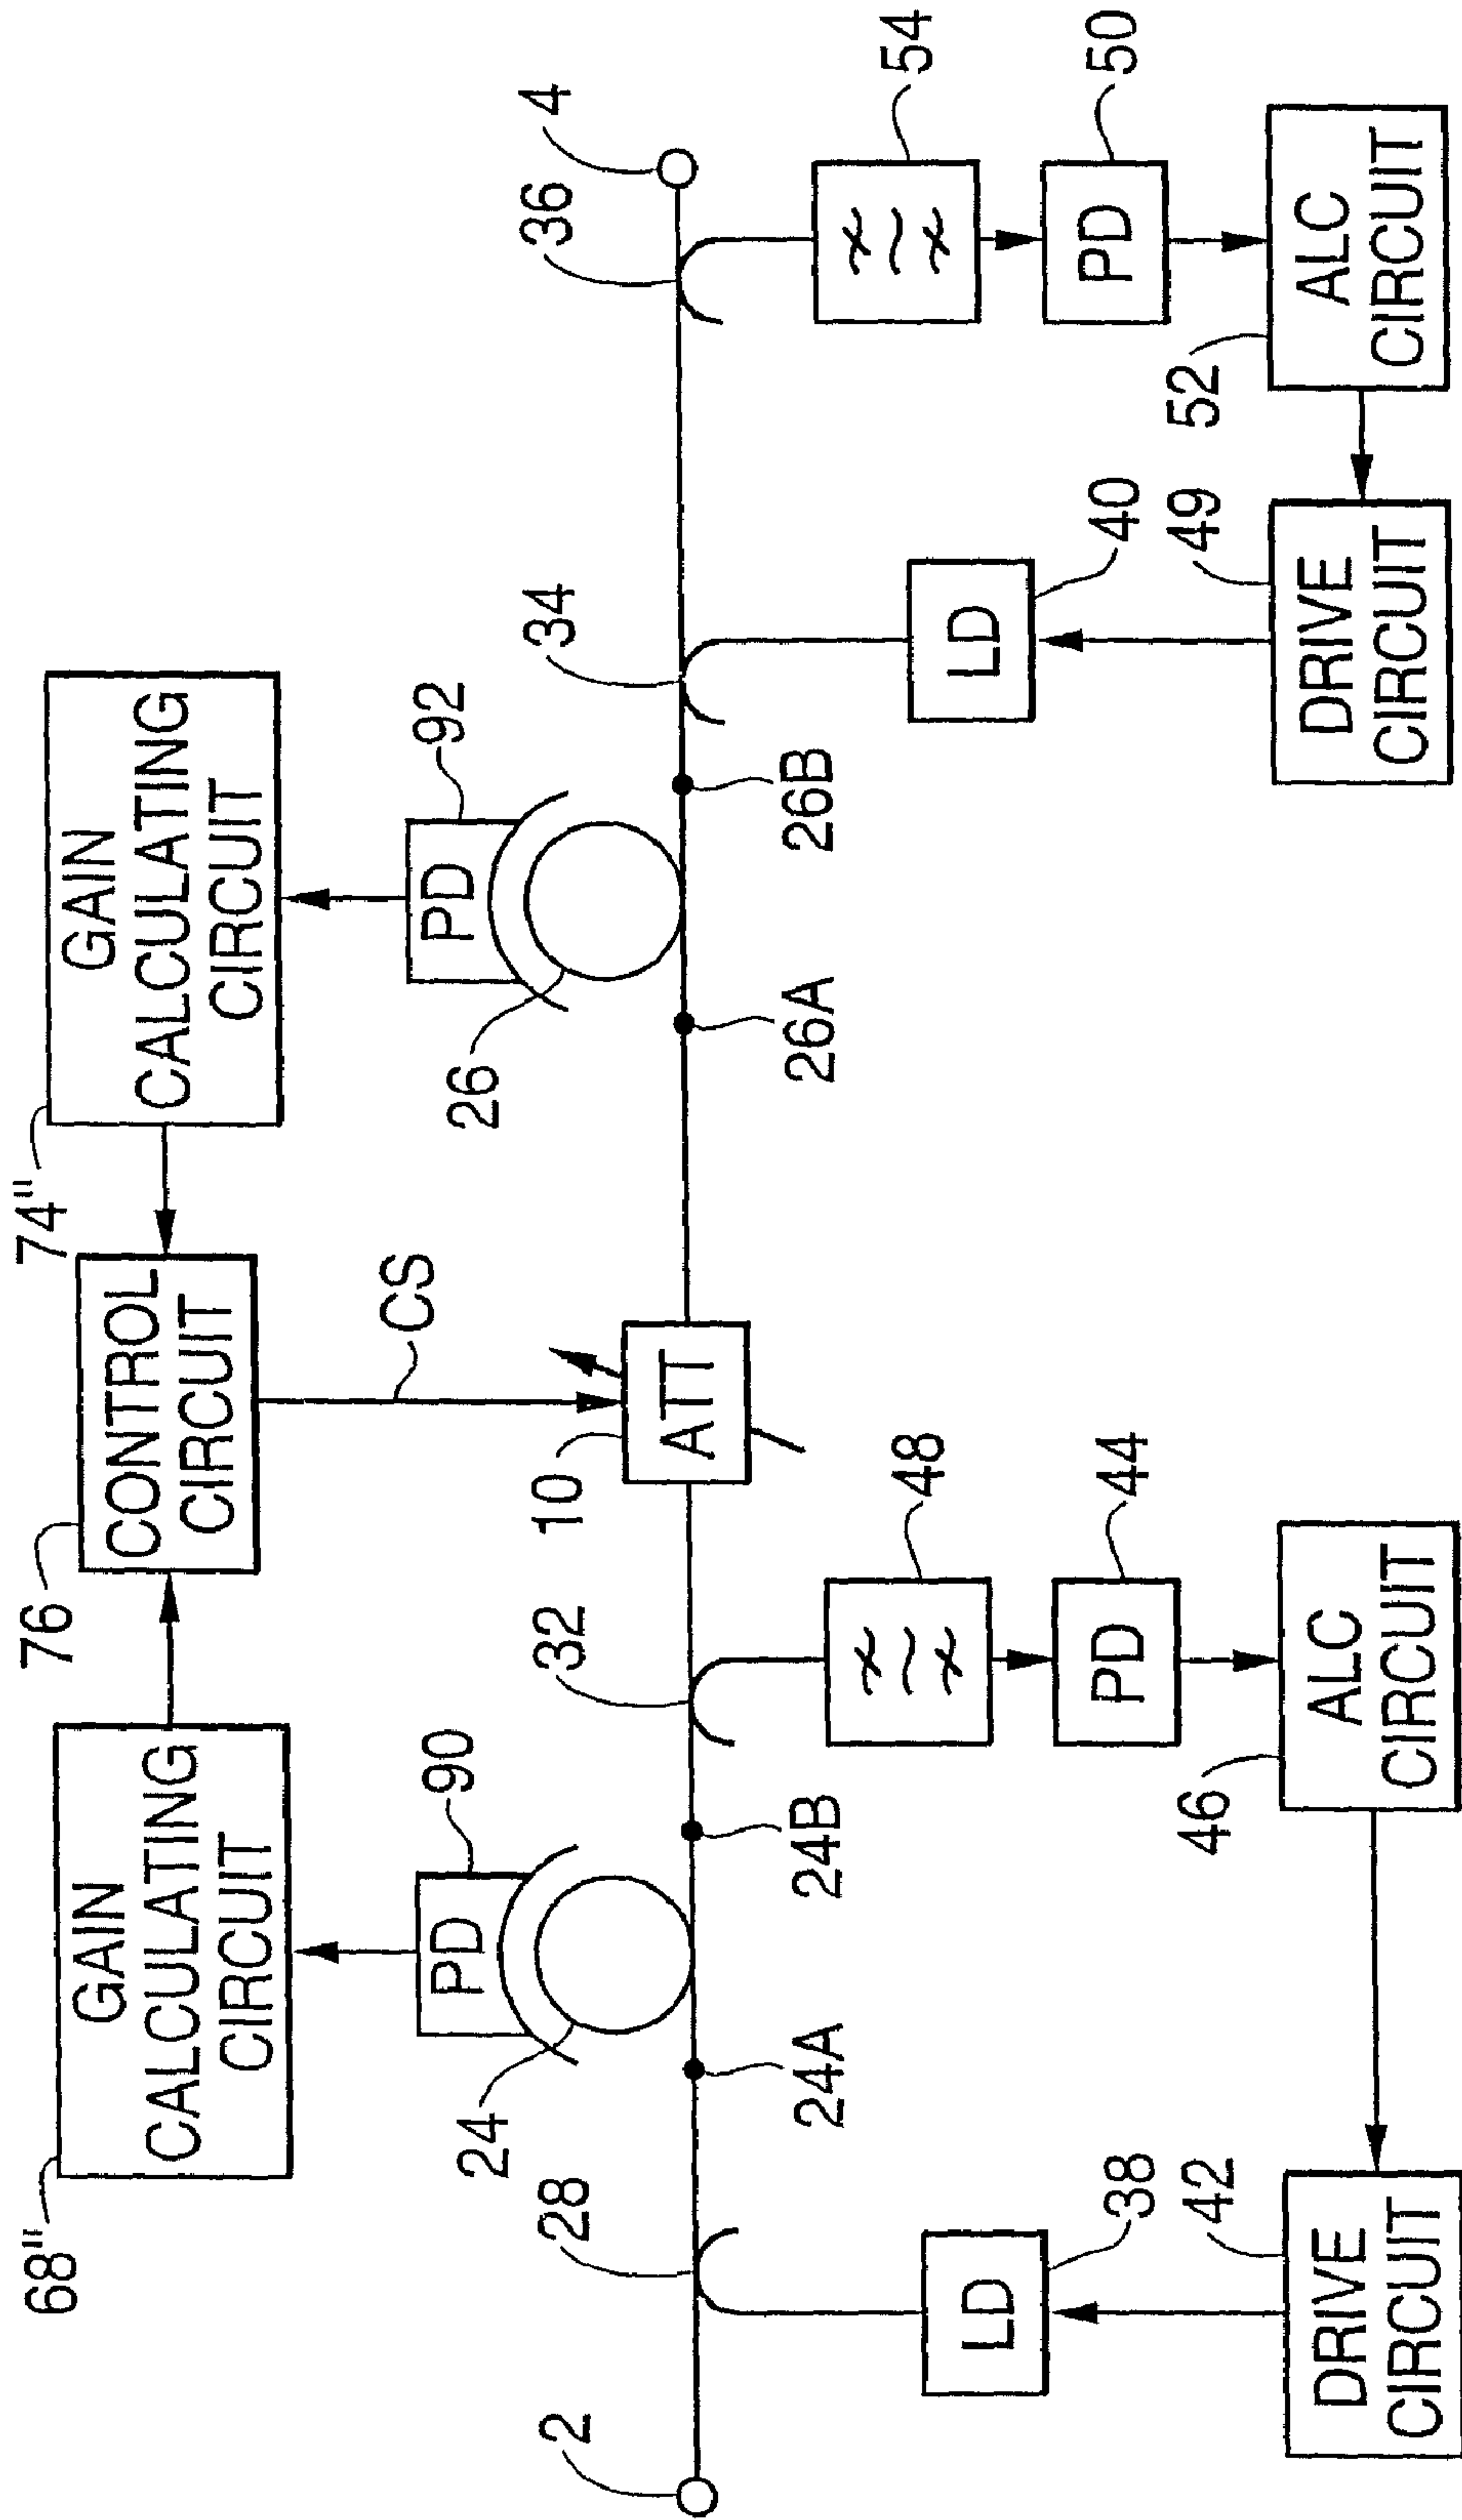 68"
GAIN
CALCULATING
CIRCUIT
76
CONTROL
CIRCUIT
74"
GAIN
CALCULATING
CIRCUIT
PD
90
CS
PD
92
24
26
2
28
32
10
34
36
4
ATT
24A
24B
26A
26B
LD
38
48
LD
40
54
PD
44
PD
50
DRIVE
CIRCUIT
42
46
ALC
CIRCUIT
DRIVE
CIRCUIT
49
52
ALC
CIRCUIT